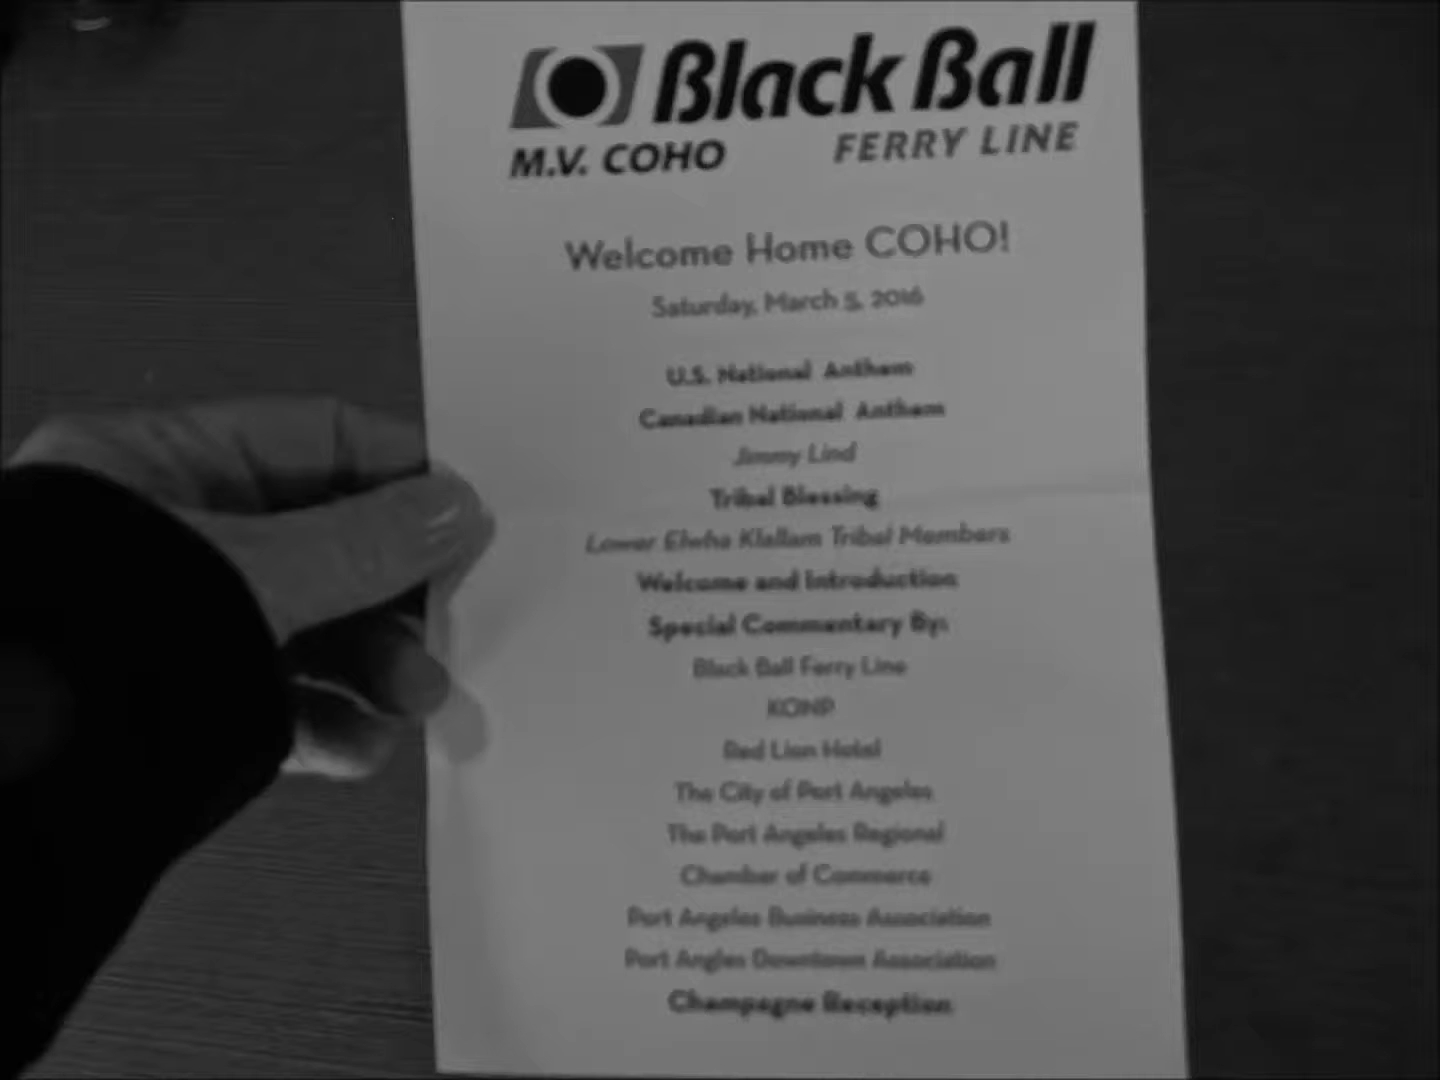 Black Ball
M.V. COHO FERRY LINE
Welcome Home COHO!
Saturday, March 5, 2016
U.S. National Anthem
Canadian National Anthem
Jimmy Lind
Tribal Blessing
Lower Elwha Klallam Tribal Members
Welcome and Introduction
Special Commentary By:
Black Ball Ferry Line
KONP
Red Lion Hotel
The City of Port Angeles
The Port Angeles Regional
Chamber of Commerce
Port Angeles Business Association
Port Angles Downtown Association
Champagne Reception